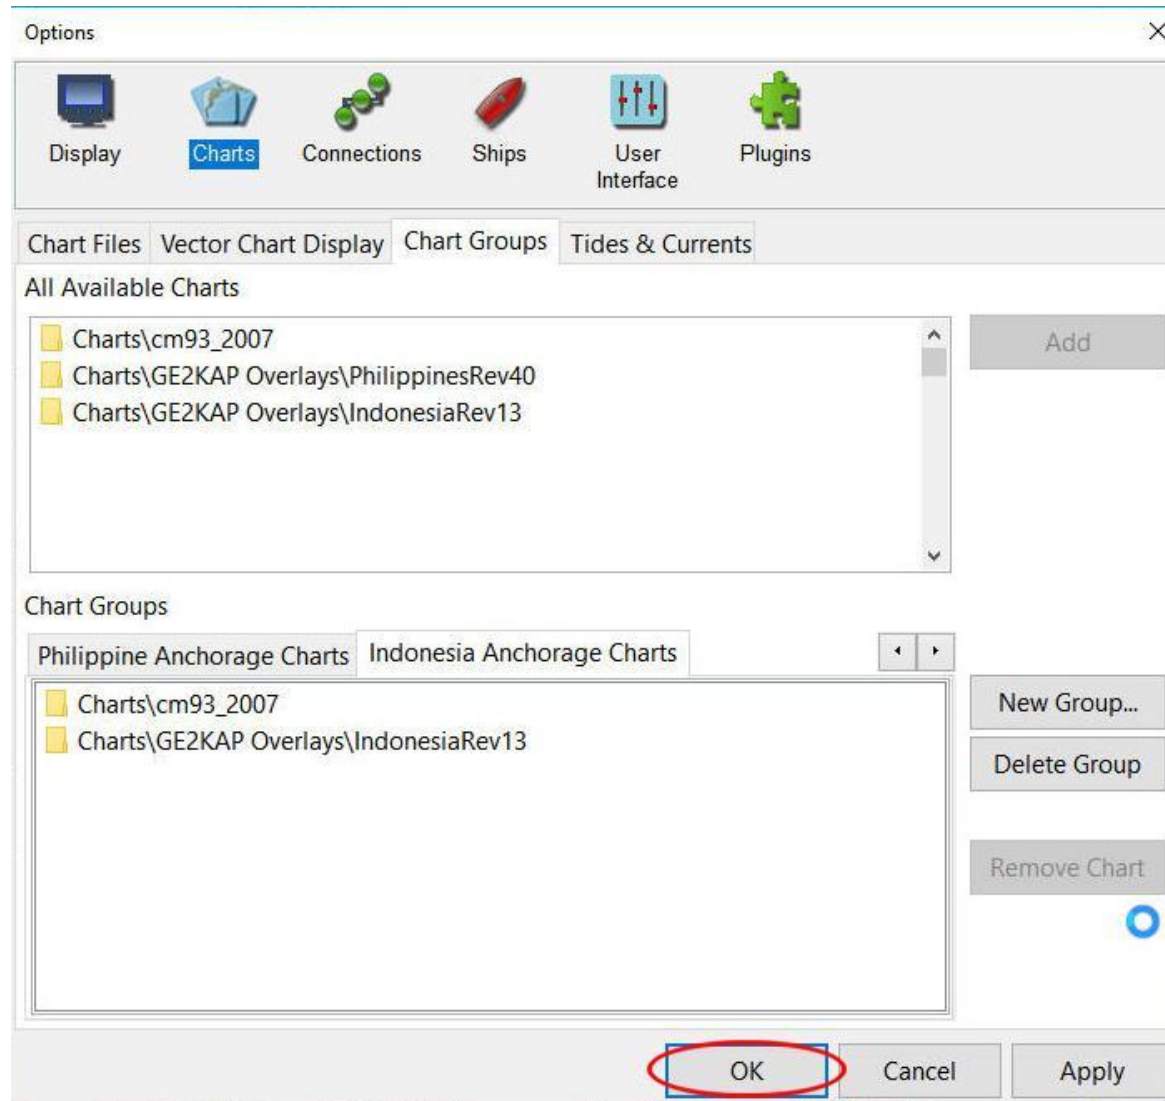 Options
Display
Charts
Connections
Ships
User
Interface
Plugins
Chart Files
Vector Chart Display
Chart Groups
Tides & Currents
All Available Charts
Charts\cm93_2007
Charts\GE2KAP Overlays\PhilippinesRev40
Charts\GE2KAP Overlays\IndonesiaRev13
Add
Chart Groups
Philippine Anchorage Charts
Indonesia Anchorage Charts
Charts\cm93_2007
Charts\GE2KAP Overlays\IndonesiaRev13
New Group...
Delete Group
Remove Chart
OK
Cancel
Apply